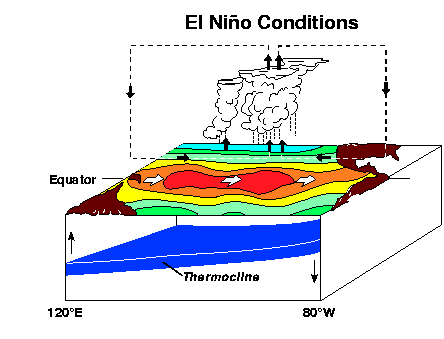 El Niño Conditions
Equator
Thermocline
120°E
80°W